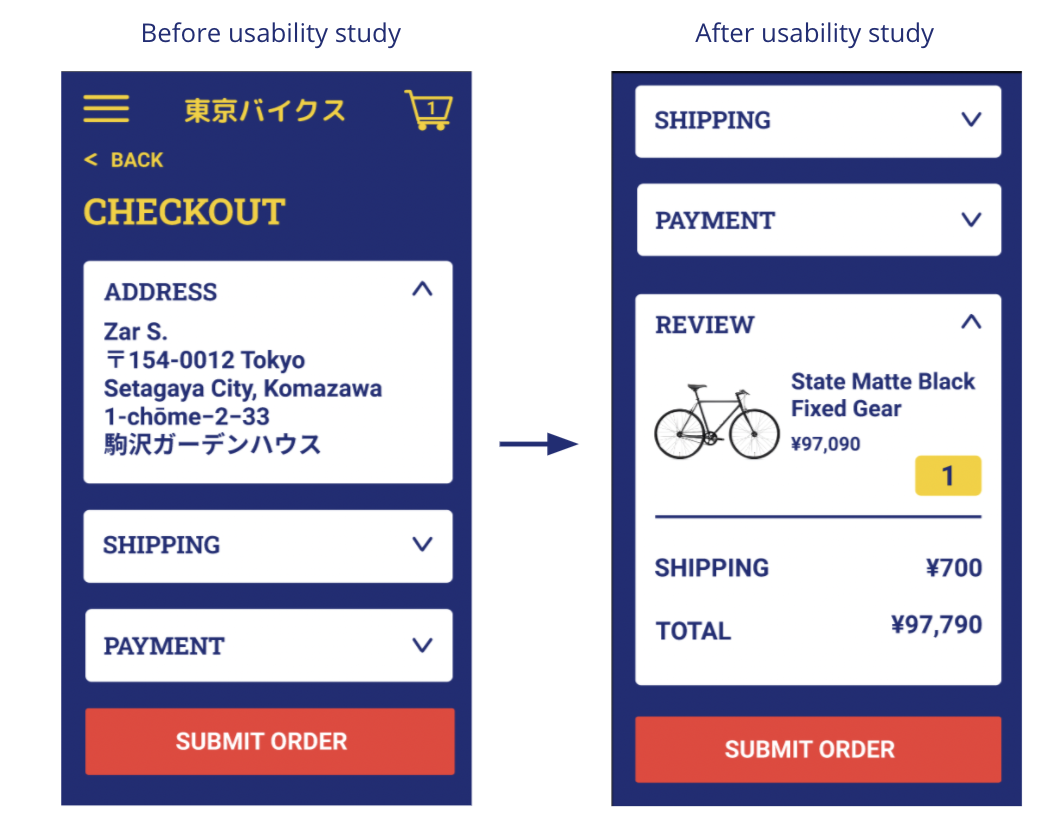 Before usability study
東京バイクス
1
< BACK
CHECKOUT
ADDRESS
Zar S.
〒154-0012 Tokyo
Setagaya City, Komazawa
1-chōme−2−33
駒沢ガーデンハウス
SHIPPING
PAYMENT
SUBMIT ORDER
After usability study
SHIPPING
PAYMENT
REVIEW
State Matte Black
Fixed Gear
¥97,090
1
SHIPPING ¥700
TOTAL ¥97,790
SUBMIT ORDER